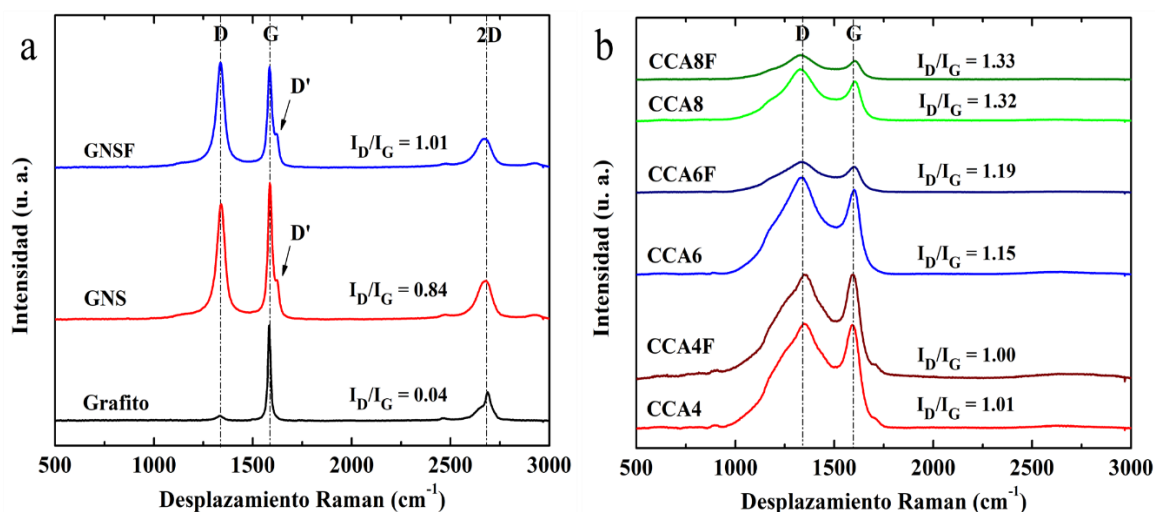 a
D
G
2D
D'
GNSF
I_D/I_G = 1.01
D'
GNS
I_D/I_G = 0.84
Grafito
I_D/I_G = 0.04
Intensidad (u. a.)
500 1000 1500 2000 2500 3000
Desplazamiento Raman (cm⁻¹)
b
D
G
CCA8F
I_D/I_G = 1.33
CCA8
I_D/I_G = 1.32
CCA6F
I_D/I_G = 1.19
CCA6
I_D/I_G = 1.15
CCA4F
I_D/I_G = 1.00
CCA4
I_D/I_G = 1.01
Intensidad (u. a.)
500 1000 1500 2000 2500 3000
Desplazamiento Raman (cm⁻¹)